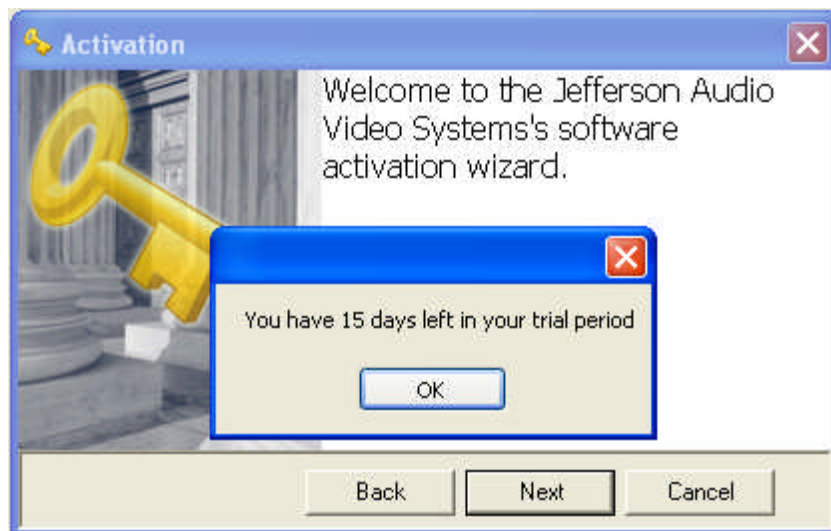 Activation
Welcome to the Jefferson Audio
Video Systems's software
activation wizard.
You have 15 days left in your trial period
OK
Back
Next
Cancel